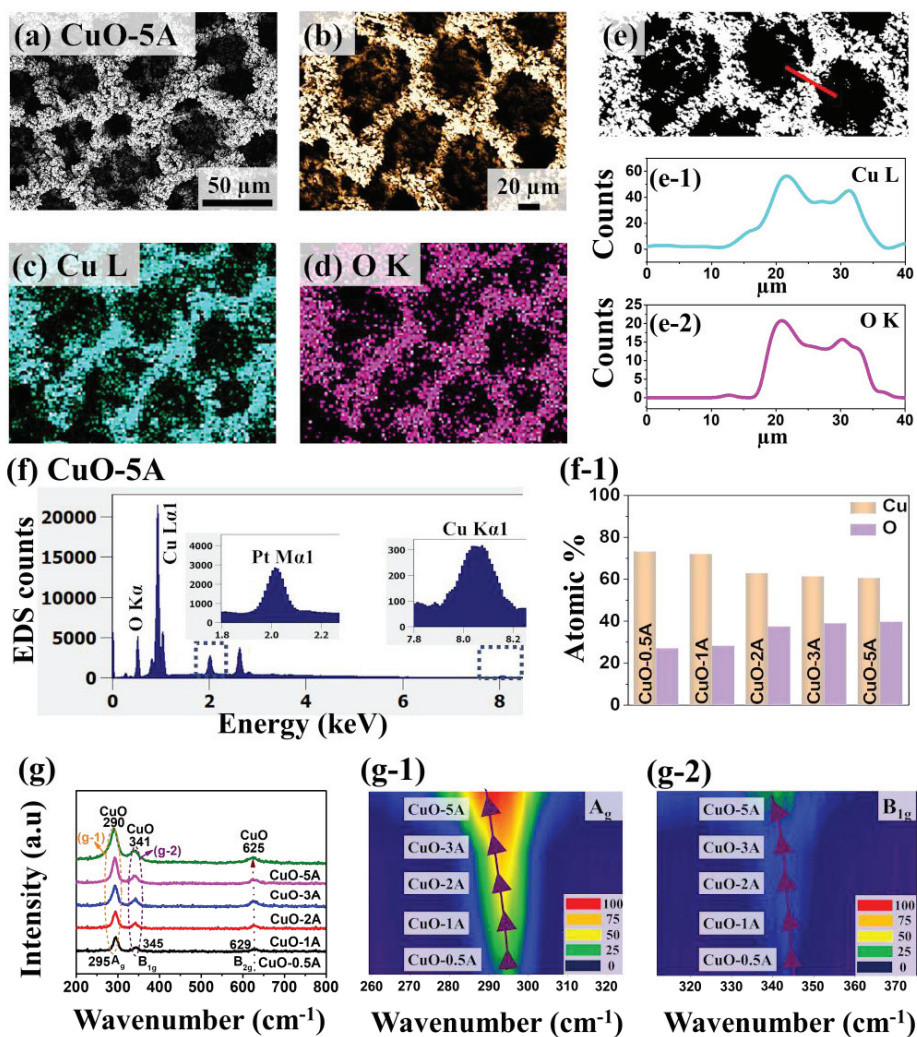 (a) CuO-5A
50 µm
(b)
20 µm
(c) Cu L
(d) O K
(e)
(e-1)
Cu L
Counts
60
40
20
0
0 10 20 30 40
µm
(e-2)
O K
Counts
25
20
15
10
5
0
0 10 20 30 40
µm
(f) CuO-5A
EDS counts
20000
15000
10000
5000
0
O Kα
Cu Lα1
Pt Mα1
4000
3000
2000
1000
0
1.8 2.0 2.2
Cu Kα1
300
200
100
0
7.8 8.0 8.2
0 2 4 6 8
Energy (keV)
(f-1)
Atomic %
100
80
60
40
20
0
Cu
O
CuO-0.5A
CuO-1A
CuO-2A
CuO-3A
CuO-5A
(g)
Intensity (a.u)
CuO
290
CuO
341
CuO
625
(g-1)
(g-2)
CuO-5A
CuO-3A
CuO-2A
CuO-1A
CuO-0.5A
295 Ag
345
B1g
629
B2g
200 300 400 500 600 700 800
Wavenumber (cm-1)
(g-1)
Ag
CuO-5A
CuO-3A
CuO-2A
CuO-1A
CuO-0.5A
100
75
50
25
0
260 270 280 290 300 310 320
Wavenumber (cm-1)
(g-2)
B1g
CuO-5A
CuO-3A
CuO-2A
CuO-1A
CuO-0.5A
100
75
50
25
0
320 330 340 350 360 370
Wavenumber (cm-1)